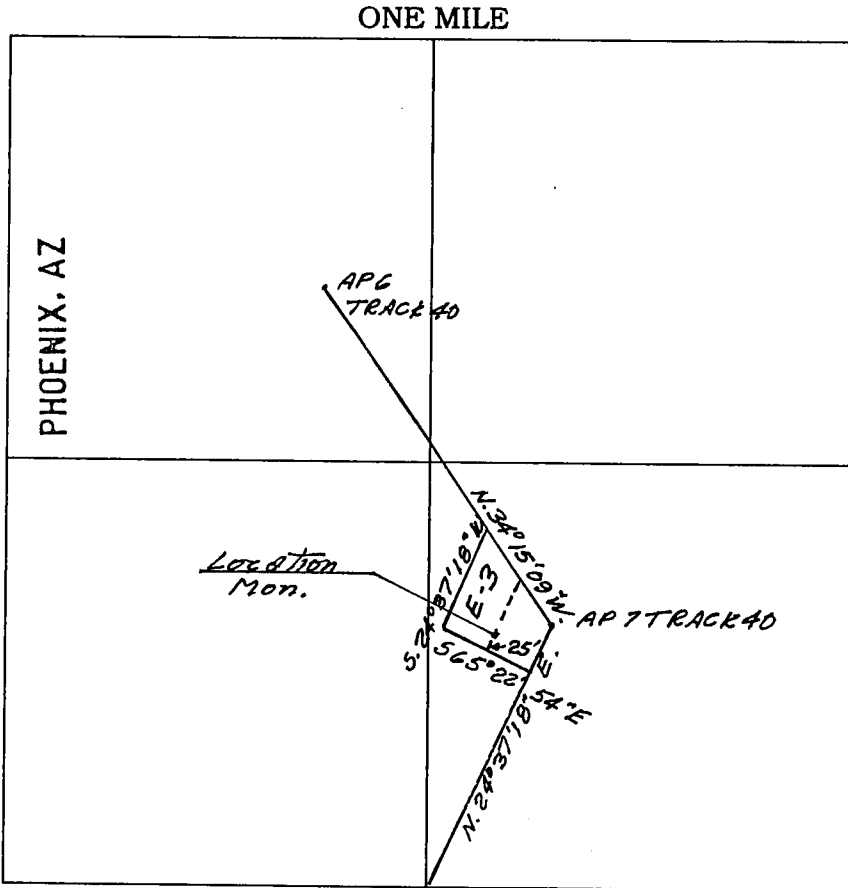 ONE MILE
PHOENIX, AZ
AP6
TRACK 40
N.34°15'09"W.
S.24°37'18"W
E-3
Location
Mon.
AP 7 TRACK 40
25'
S65°22'54"E
N.24°37'18"E.